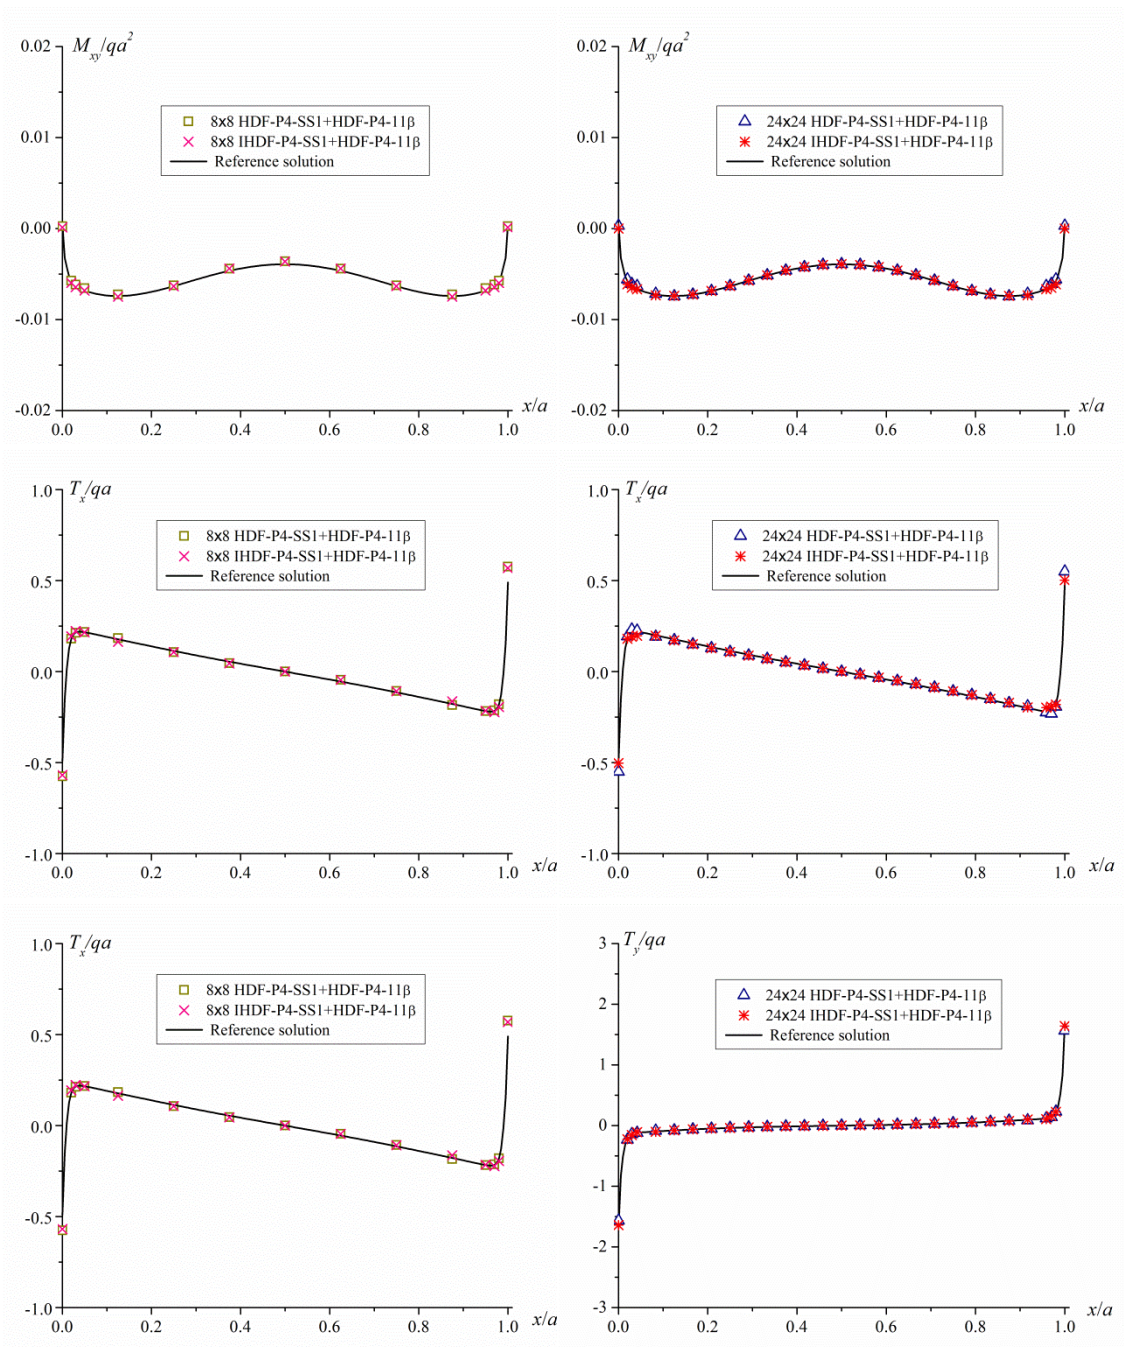 M_xy/qa²
0.02
0.01
0.00
-0.01
-0.02
8x8 HDF-P4-SS1+HDF-P4-11β
8x8 IHDF-P4-SS1+HDF-P4-11β
Reference solution
x/a
0.0 0.2 0.4 0.6 0.8 1.0
M_xy/qa²
0.02
0.01
0.00
-0.01
-0.02
24x24 HDF-P4-SS1+HDF-P4-11β
24x24 IHDF-P4-SS1+HDF-P4-11β
Reference solution
x/a
0.0 0.2 0.4 0.6 0.8 1.0
T_x/qa
1.0
0.5
0.0
-0.5
-1.0
8x8 HDF-P4-SS1+HDF-P4-11β
8x8 IHDF-P4-SS1+HDF-P4-11β
Reference solution
x/a
0.0 0.2 0.4 0.6 0.8 1.0
T_x/qa
1.0
0.5
0.0
-0.5
-1.0
24x24 HDF-P4-SS1+HDF-P4-11β
24x24 IHDF-P4-SS1+HDF-P4-11β
Reference solution
x/a
0.0 0.2 0.4 0.6 0.8 1.0
T_x/qa
1.0
0.5
0.0
-0.5
-1.0
8x8 HDF-P4-SS1+HDF-P4-11β
8x8 IHDF-P4-SS1+HDF-P4-11β
Reference solution
x/a
0.0 0.2 0.4 0.6 0.8 1.0
T_y/qa
3
2
1
0
-1
-2
-3
24x24 HDF-P4-SS1+HDF-P4-11β
24x24 IHDF-P4-SS1+HDF-P4-11β
Reference solution
x/a
0.0 0.2 0.4 0.6 0.8 1.0